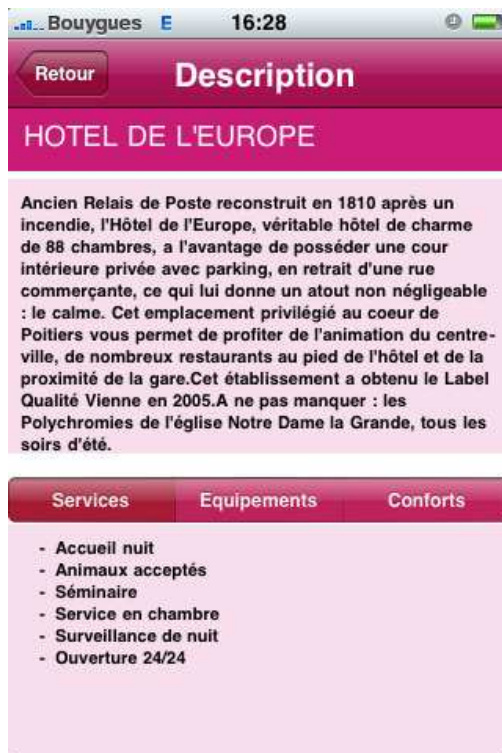 Bouygues E 16:28
Retour Description
HOTEL DE L'EUROPE
Ancien Relais de Poste reconstruit en 1810 après un
incendie, l'Hôtel de l'Europe, véritable hôtel de charme
de 88 chambres, a l'avantage de posséder une cour
intérieure privée avec parking, en retrait d'une rue
commerçante, ce qui lui donne un atout non négligeable
: le calme. Cet emplacement privilégié au coeur de
Poitiers vous permet de profiter de l'animation du centre-
ville, de nombreux restaurants au pied de l'hôtel et de la
proximité de la gare.Cet établissement a obtenu le Label
Qualité Vienne en 2005.A ne pas manquer : les
Polychromies de l'église Notre Dame la Grande, tous les
soirs d'été.
Services Equipements Conforts
- Accueil nuit
- Animaux acceptés
- Séminaire
- Service en chambre
- Surveillance de nuit
- Ouverture 24/24